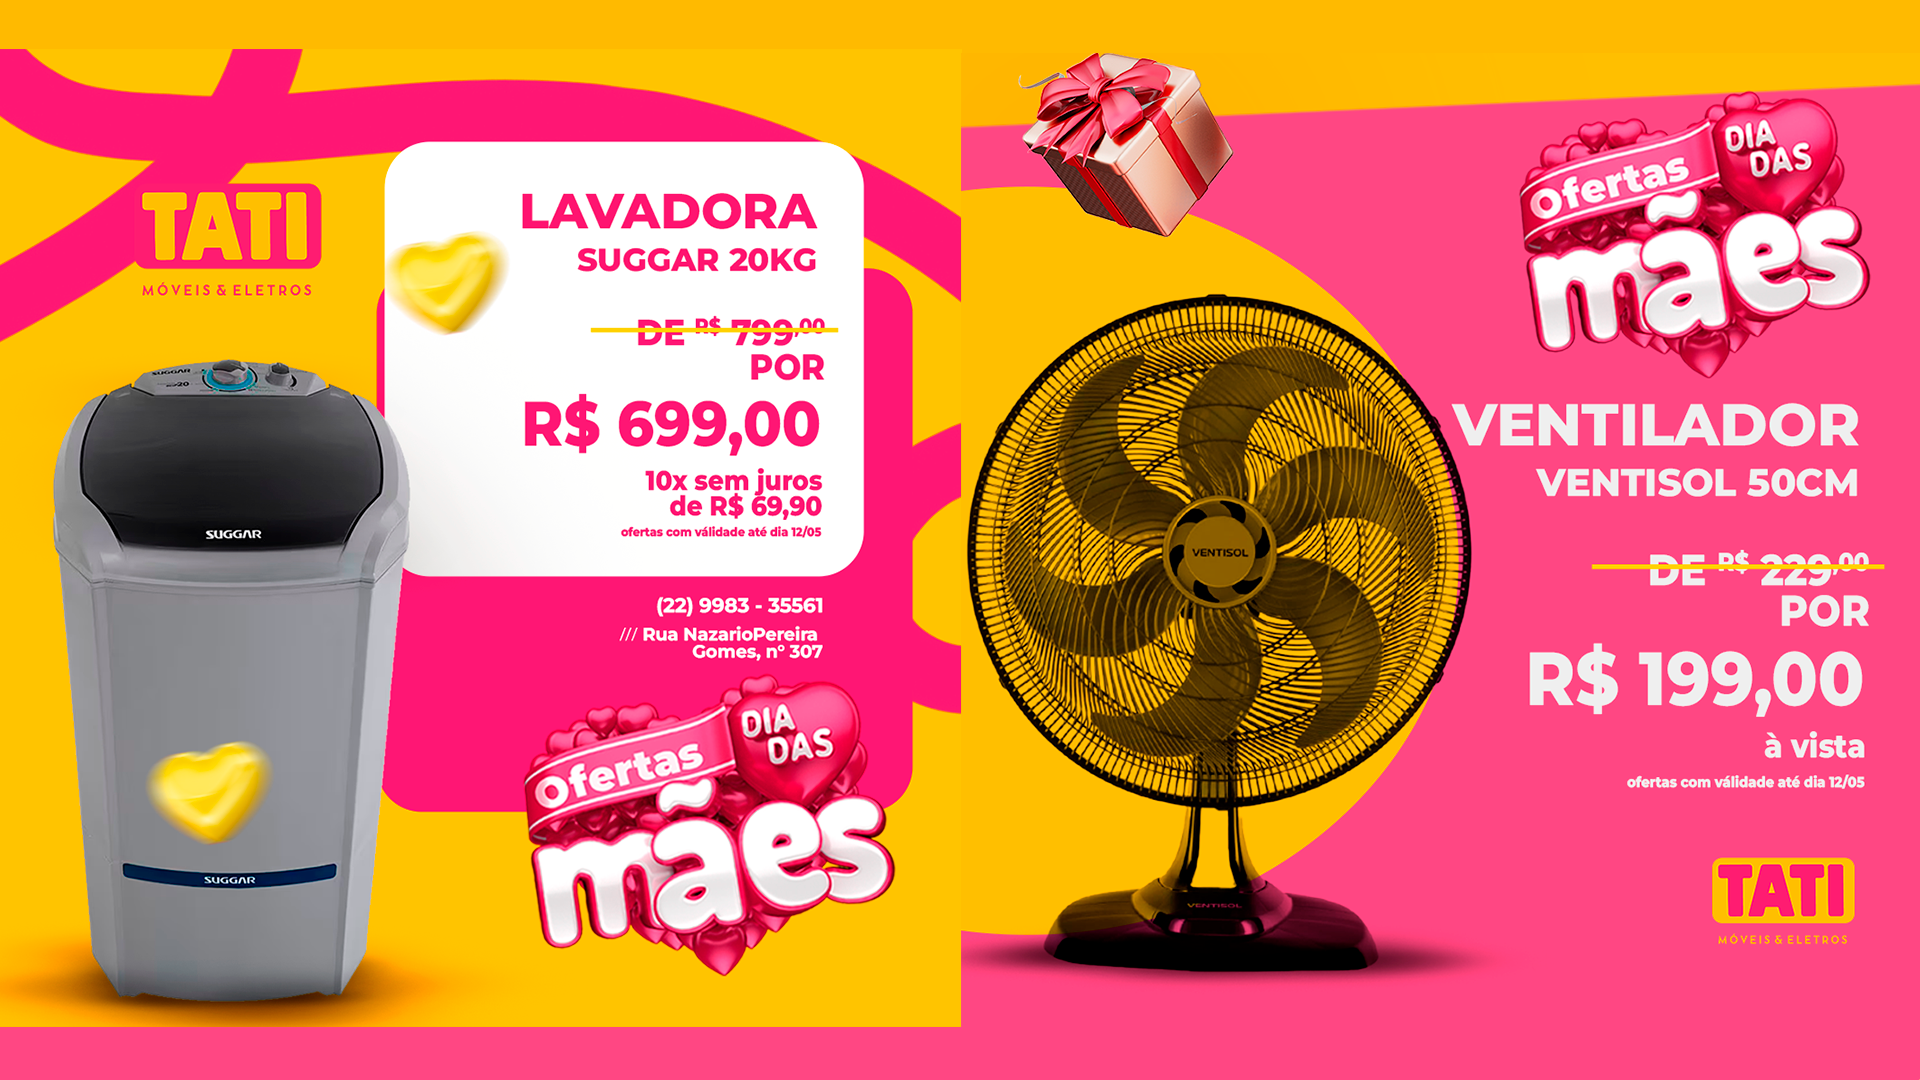 TATI
MÓVEIS & ELETROS
LAVADORA
SUGGAR 20KG
DE R$ 799,00
POR
R$ 699,00
10x sem juros
de R$ 69,90
ofertas com válidade até dia 12/05
(22) 9983 - 35561
/// Rua NazarioPereira
Gomes, nº 307
SUGGAR
20
SUGGAR
SUGGAR
Ofertas
DIA
DAS
mães
Ofertas
DIA
DAS
mães
VENTILADOR
VENTISOL 50CM
DE R$ 229,00
POR
R$ 199,00
à vista
ofertas com válidade até dia 12/05
VENTISOL
VENTISOL
TATI
MÓVEIS & ELETROS